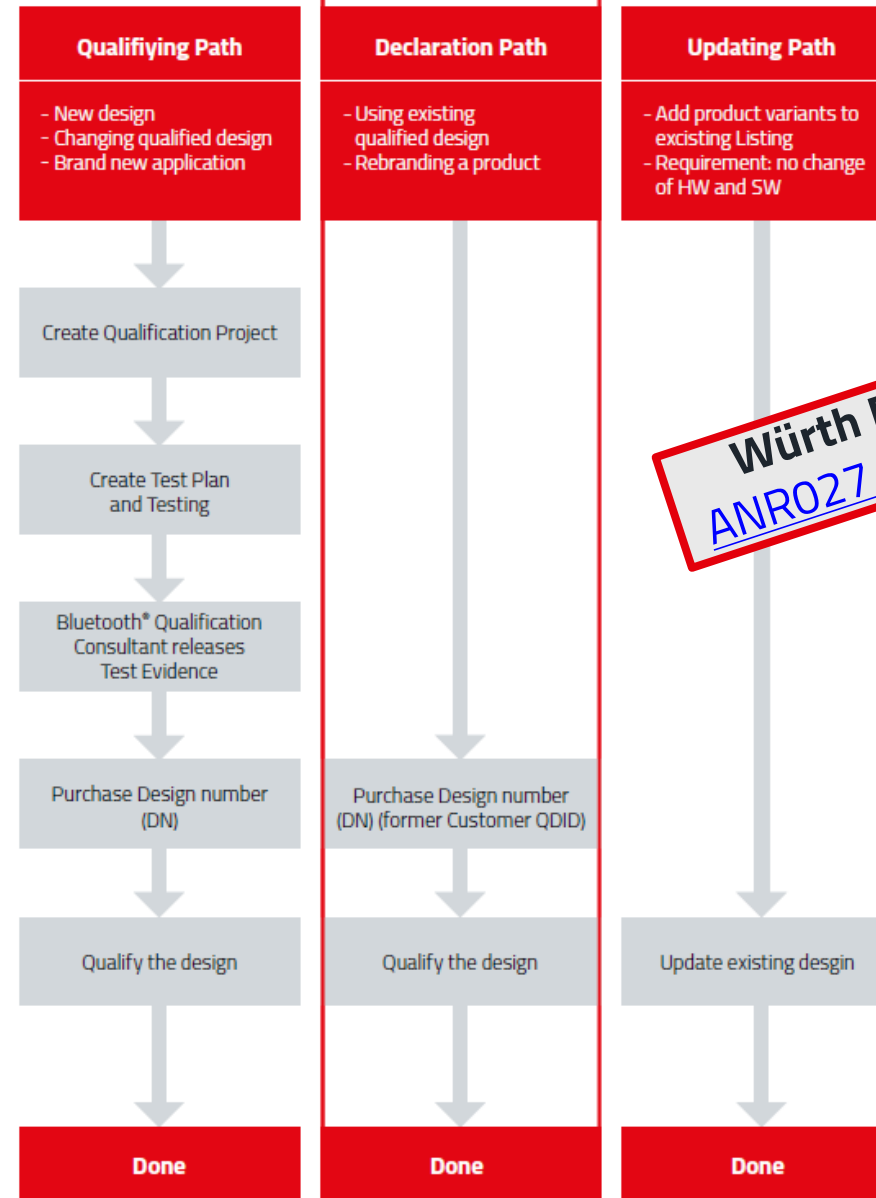 Qualifiying Path
- New design
- Changing qualified design
- Brand new application
Create Qualification Project
Create Test Plan
and Testing
Bluetooth® Qualification
Consultant releases
Test Evidence
Purchase Design number
(DN)
Qualify the design
Done
Declaration Path
- Using existing
qualified design
- Rebranding a product
Purchase Design number
(DN) (former Customer QDID)
Qualify the design
Done
Updating Path
- Add product variants to
excisting Listing
- Requirement: no change
of HW and SW
Würth
ANR027
Update existing desgin
Done